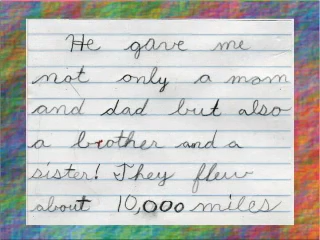 He gave me
not only a mom
and dad but also
a brother and a
sister! They flew
about 10,000 miles